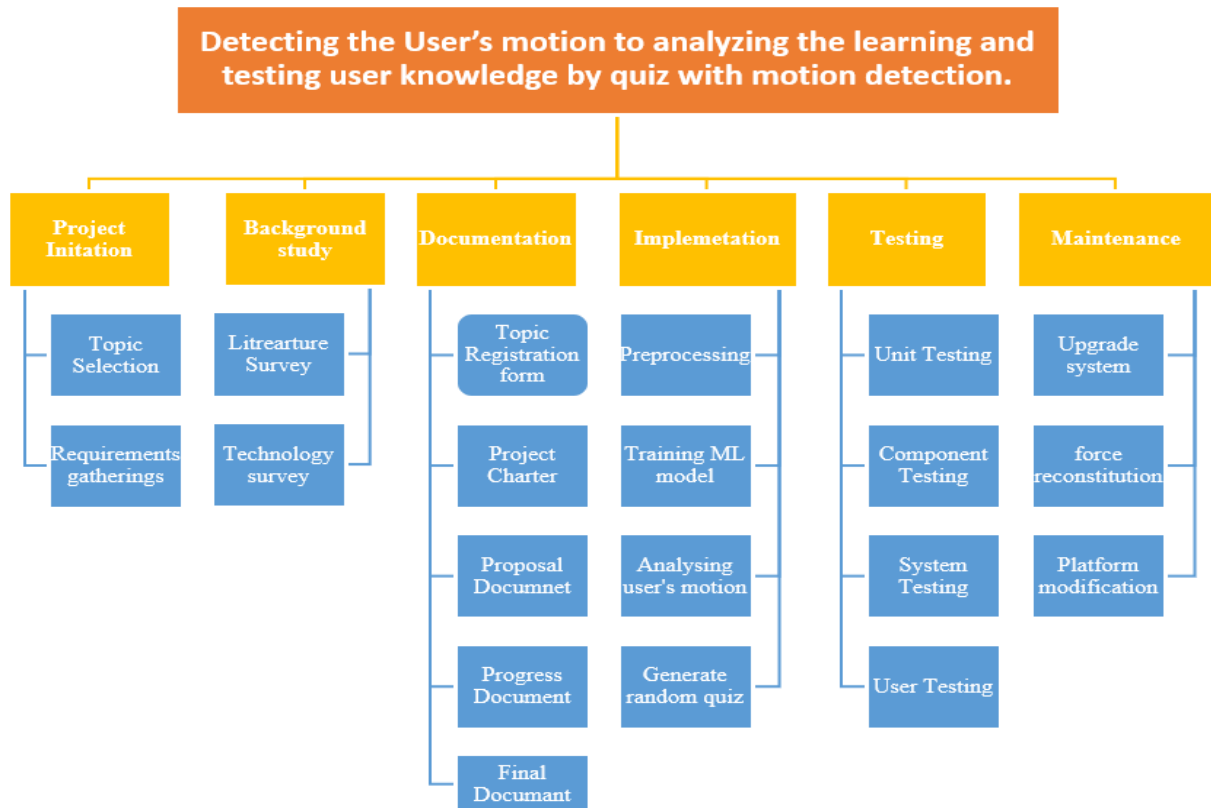 Detecting the User’s motion to analyzing the learning and
testing user knowledge by quiz with motion detection.
Project
Initation
Topic
Selection
Requirements
gatherings
Background
study
Litrearture
Survey
Technology
survey
Documentation
Topic
Registration
form
Project
Charter
Proposal
Documnet
Progress
Document
Final
Documant
Implemetation
Preprocessing
Training ML
model
Analysing
user's motion
Generate
random quiz
Testing
Unit Testing
Component
Testing
System
Testing
User Testing
Maintenance
Upgrade
system
force
reconstitution
Platform
modification